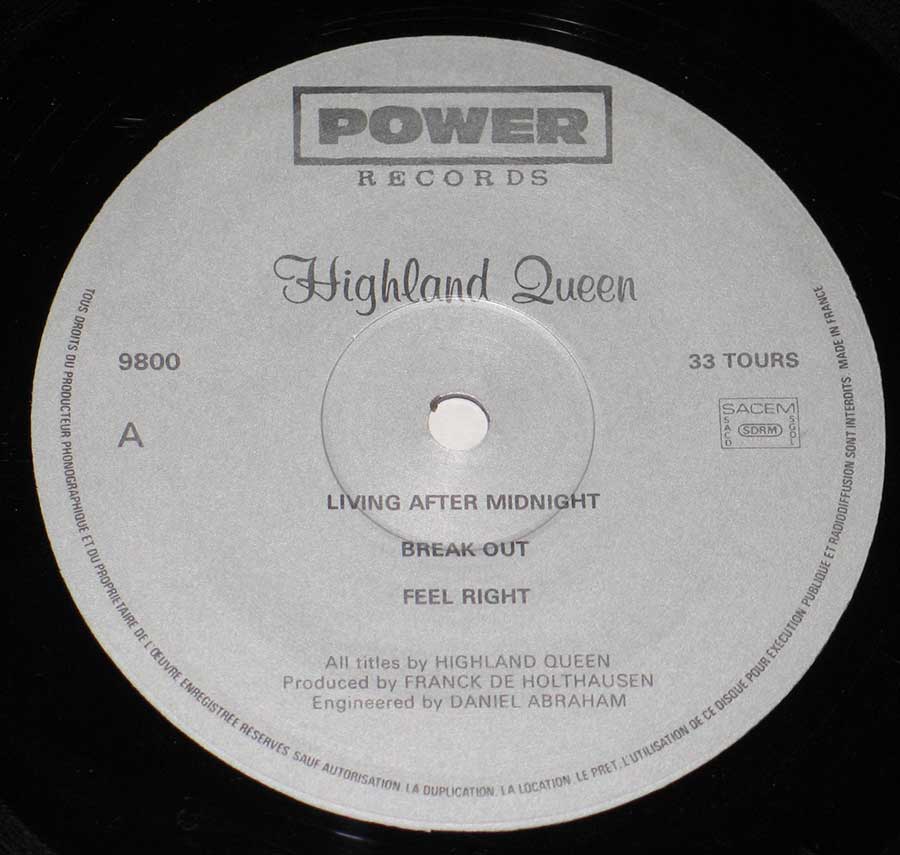 POWER
RECORDS
Highland Queen
9800
33 TOURS
A
SACEM
SACD
SDRM
SGDL
LIVING AFTER MIDNIGHT
BREAK OUT
FEEL RIGHT
All titles by HIGHLAND QUEEN
Produced by FRANCK DE HOLTHAUSEN
Engineered by DANIEL ABRAHAM
TOUS DROITS DU PRODUCTEUR PHONOGRAPHIQUE ET DU PROPRIETAIRE DE L'ŒUVRE ENREGISTREE RESERVES SAUF AUTORISATION. LA DUPLICATION. LA LOCATION LE PRET, L'UTILISATION DE CE DISQUE POUR EXECUTION PUBLIQUE ET RADIODIFFUSION SONT INTERDITS MADE IN FRANCE